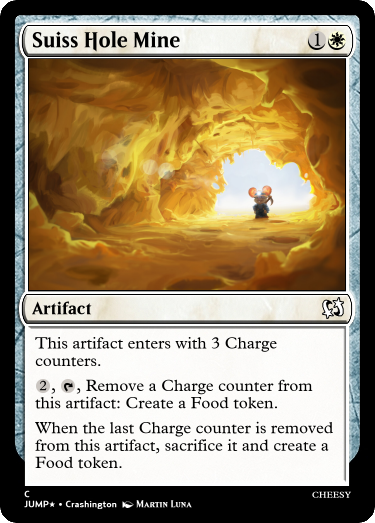 Suiss Hole Mine 1
Artifact
This artifact enters with 3 Charge
counters.
2, , Remove a Charge counter from
this artifact: Create a Food token.
When the last Charge counter is removed
from this artifact, sacrifice it and create a
Food token.
C
JUMP★ • Crashington Martin Luna
CHEESY